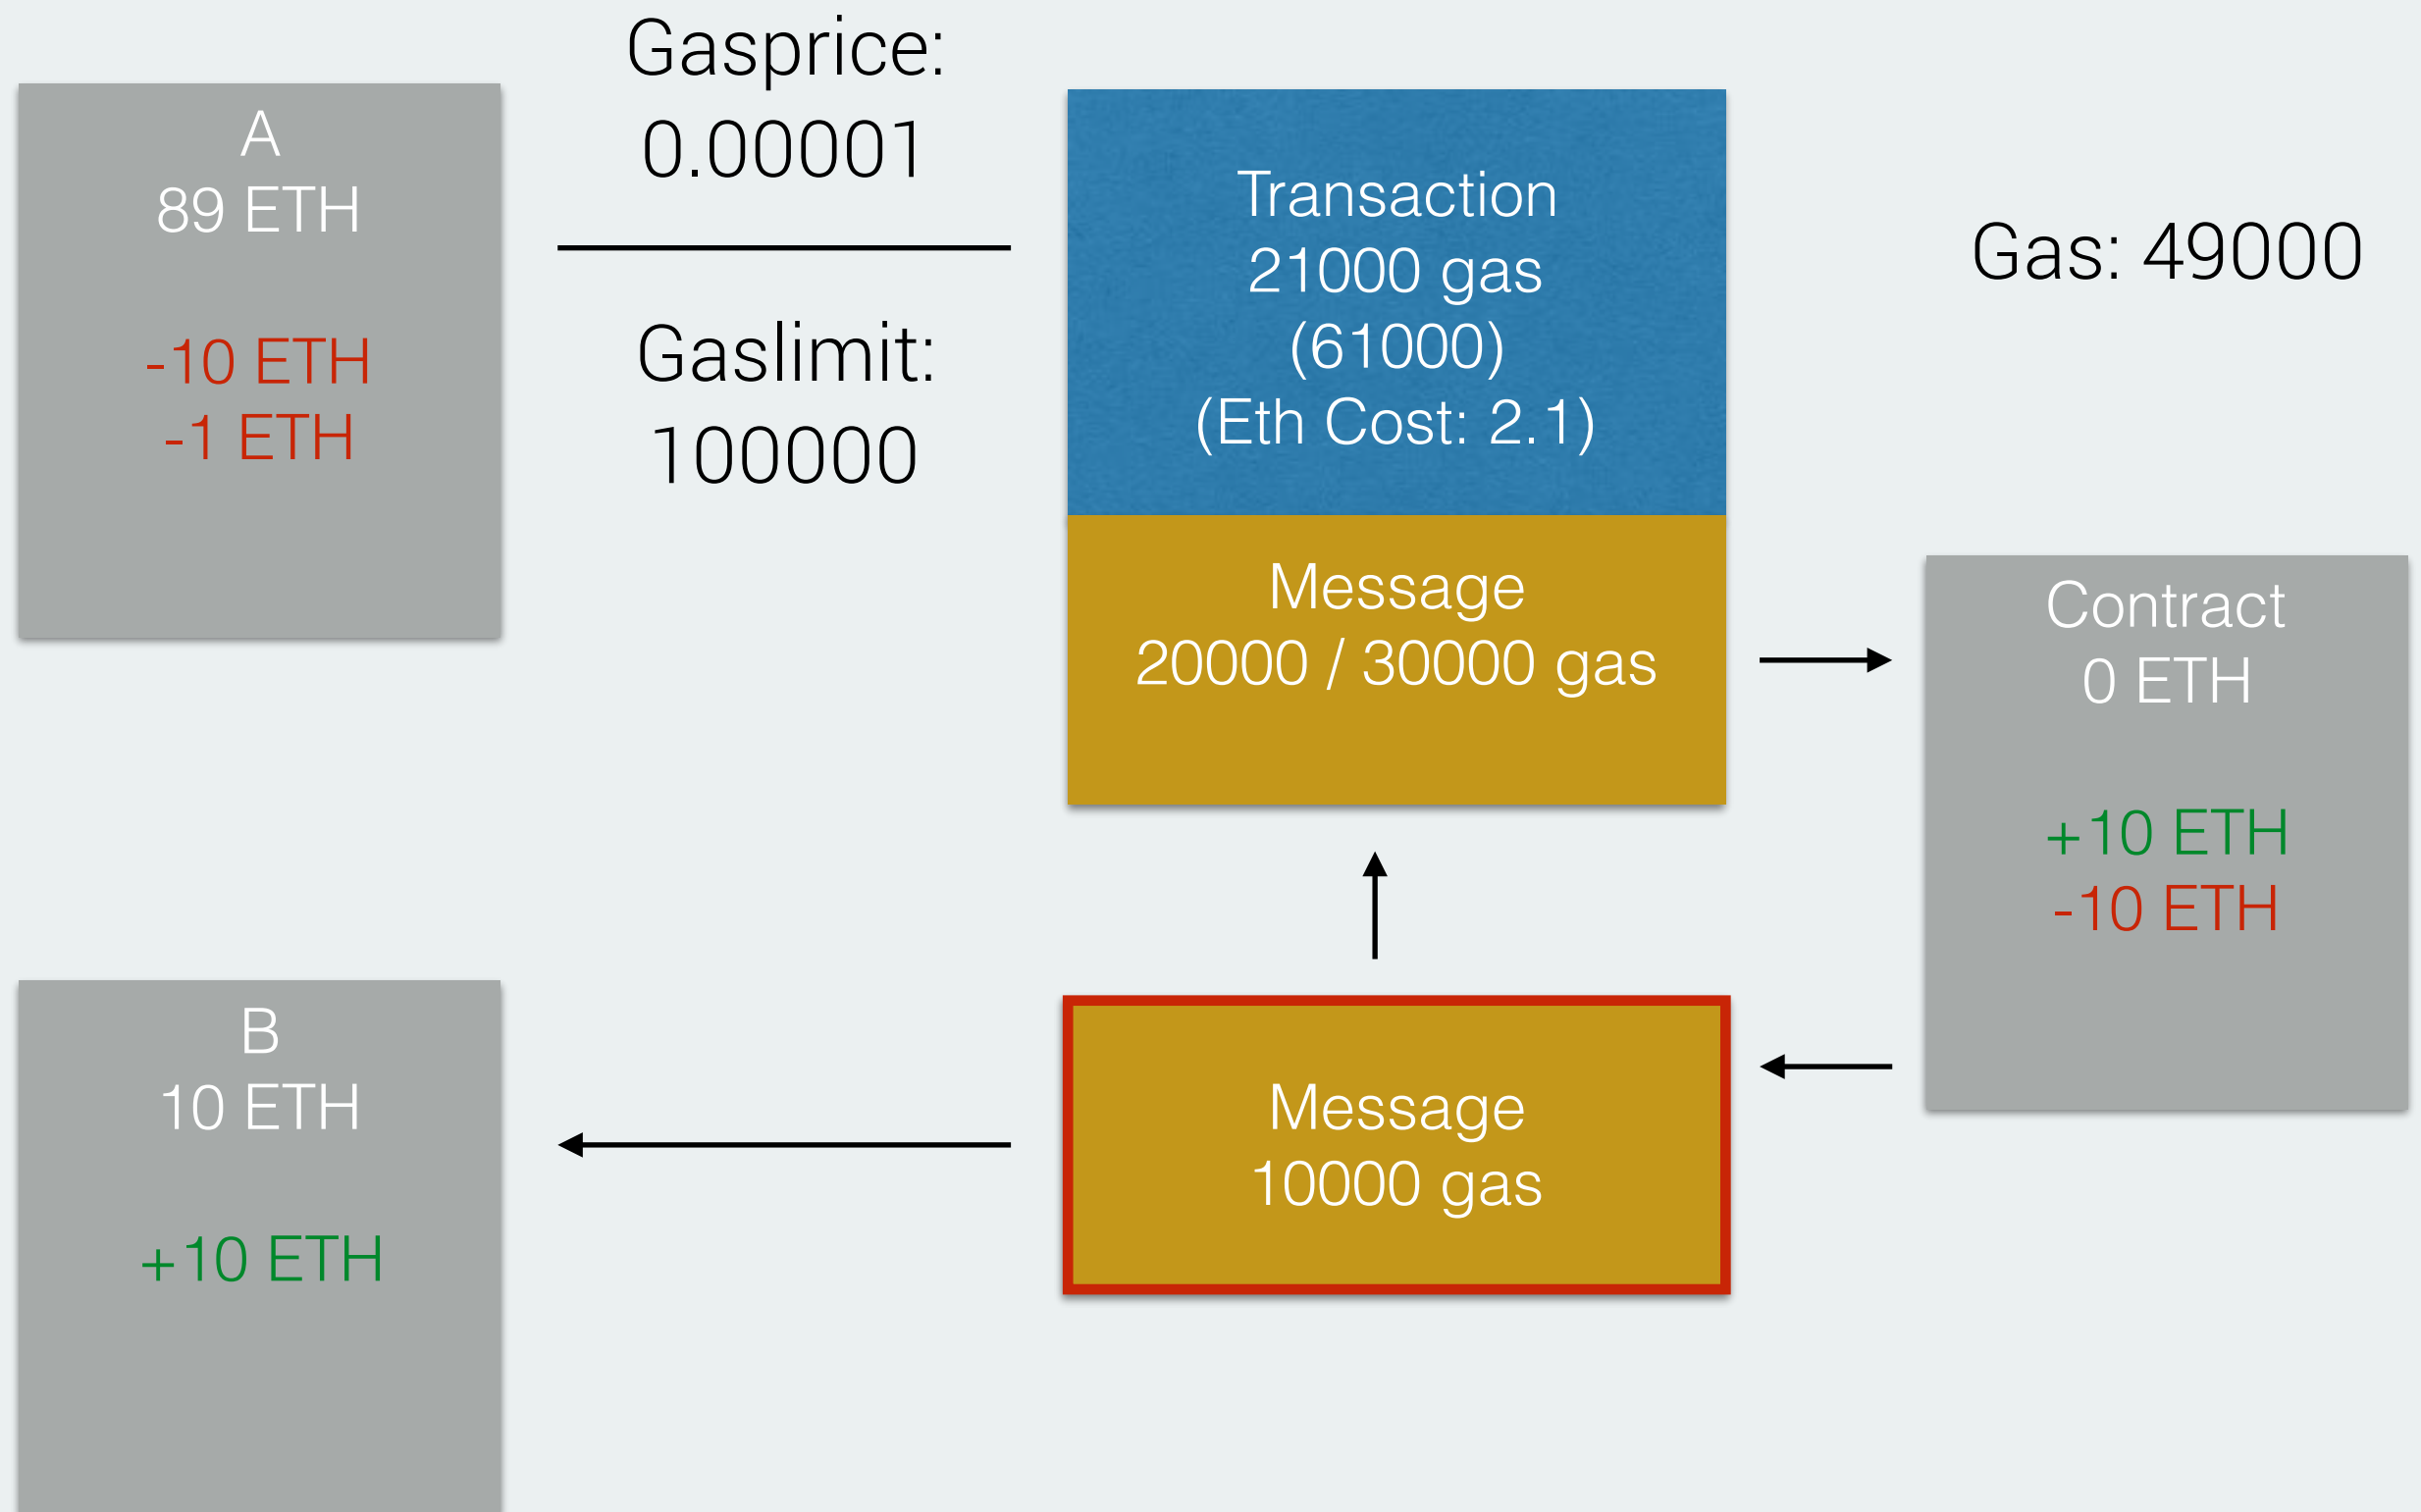 A
89 ETH
-10 ETH
-1 ETH
Gasprice:
0.00001
Gaslimit:
100000
Transaction
21000 gas
(61000)
(Eth Cost: 2.1)
Message
20000 / 30000 gas
Gas: 49000
Contract
0 ETH
+10 ETH
-10 ETH
Message
10000 gas
B
10 ETH
+10 ETH